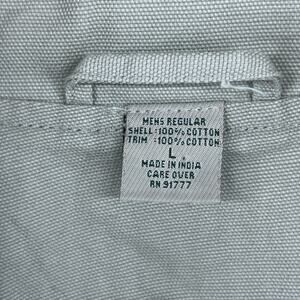 MENS REGULAR
SHELL:100% COTTON
TRIM :100% COTTON
L
MADE IN INDIA
CARE OVER
RN 91777